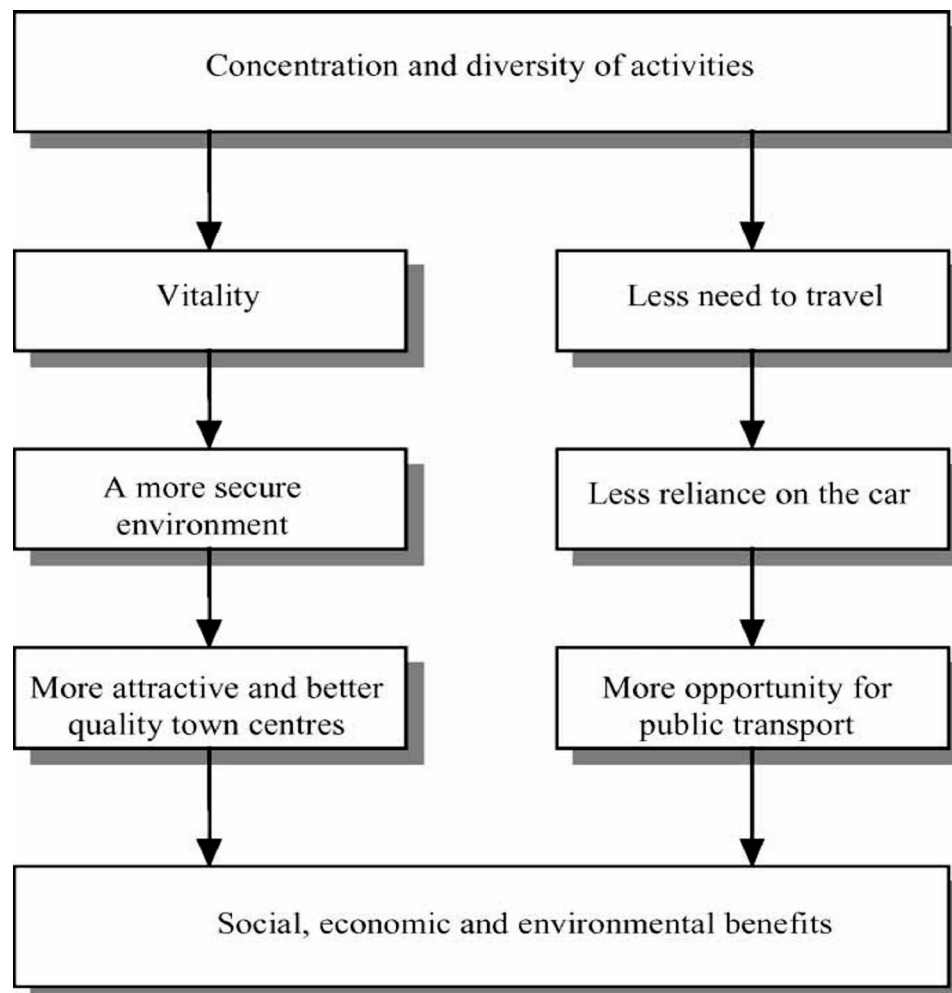 Concentration and diversity of activities
Vitality
Less need to travel
A more secure
environment
Less reliance on the car
More attractive and better
quality town centres
More opportunity for
public transport
Social, economic and environmental benefits